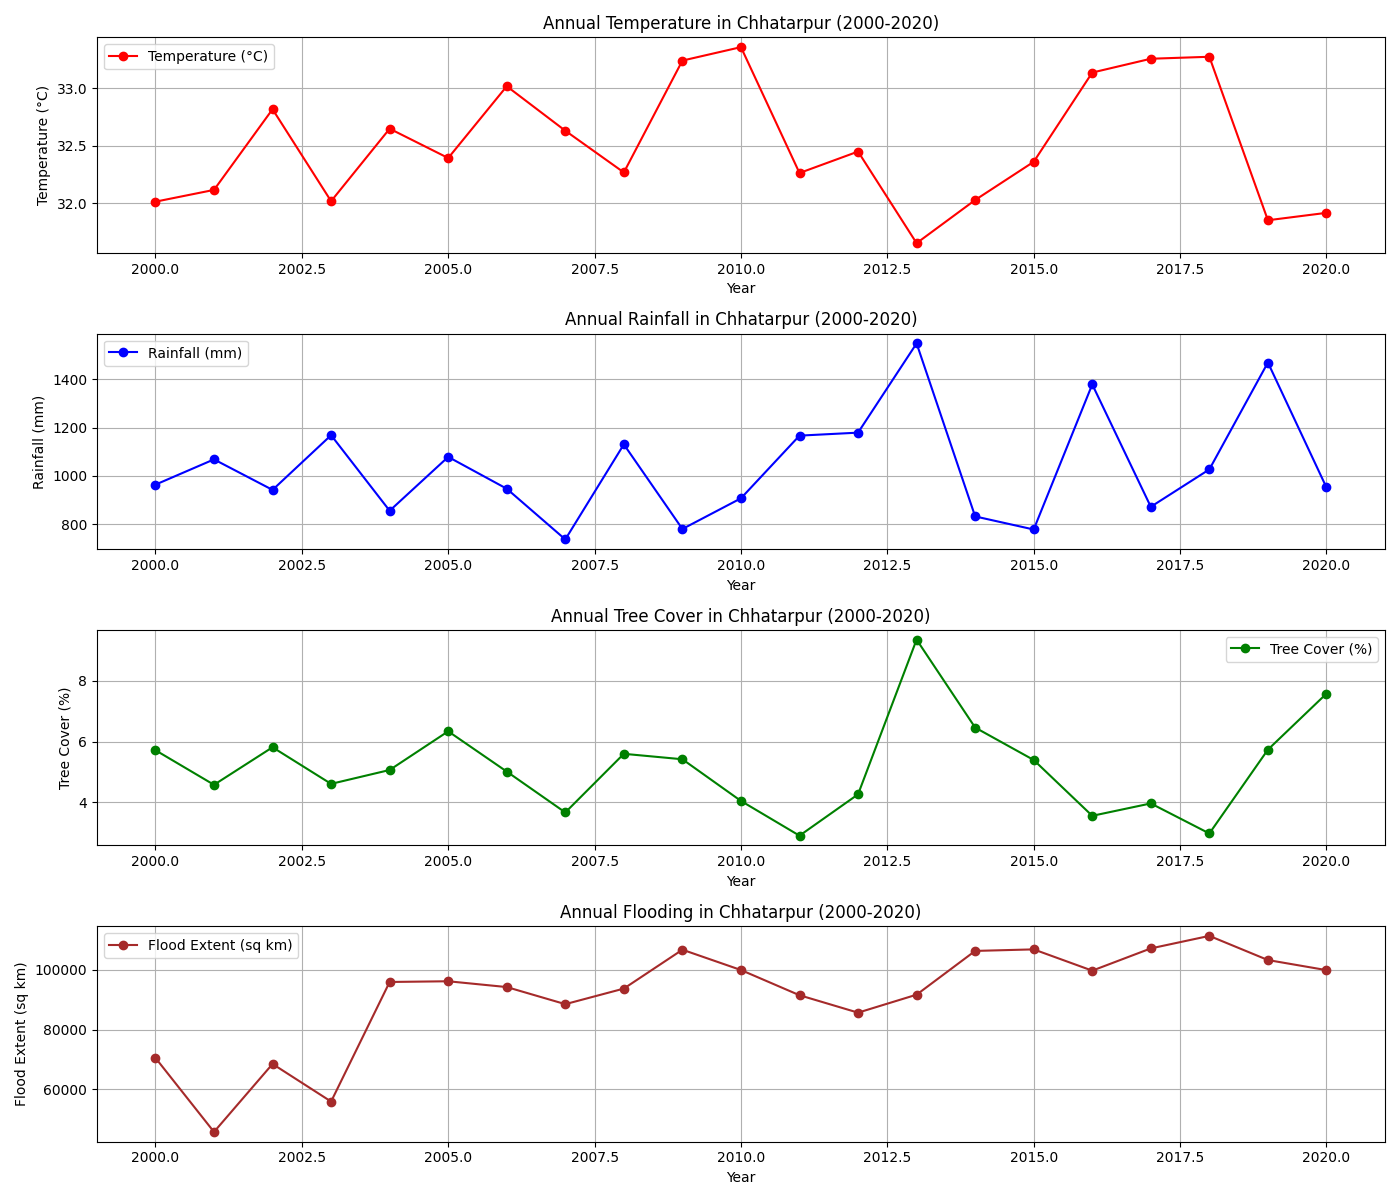 Annual Temperature in Chhatarpur (2000-2020)
Temperature (°C)
Temperature (°C)
33.0
32.5
32.0
2000.0 2002.5 2005.0 2007.5 2010.0 2012.5 2015.0 2017.5 2020.0
Year
Annual Rainfall in Chhatarpur (2000-2020)
Rainfall (mm)
Rainfall (mm)
1400
1200
1000
800
2000.0 2002.5 2005.0 2007.5 2010.0 2012.5 2015.0 2017.5 2020.0
Year
Annual Tree Cover in Chhatarpur (2000-2020)
Tree Cover (%)
Tree Cover (%)
8
6
4
2000.0 2002.5 2005.0 2007.5 2010.0 2012.5 2015.0 2017.5 2020.0
Year
Annual Flooding in Chhatarpur (2000-2020)
Flood Extent (sq km)
Flood Extent (sq km)
100000
80000
60000
2000.0 2002.5 2005.0 2007.5 2010.0 2012.5 2015.0 2017.5 2020.0
Year